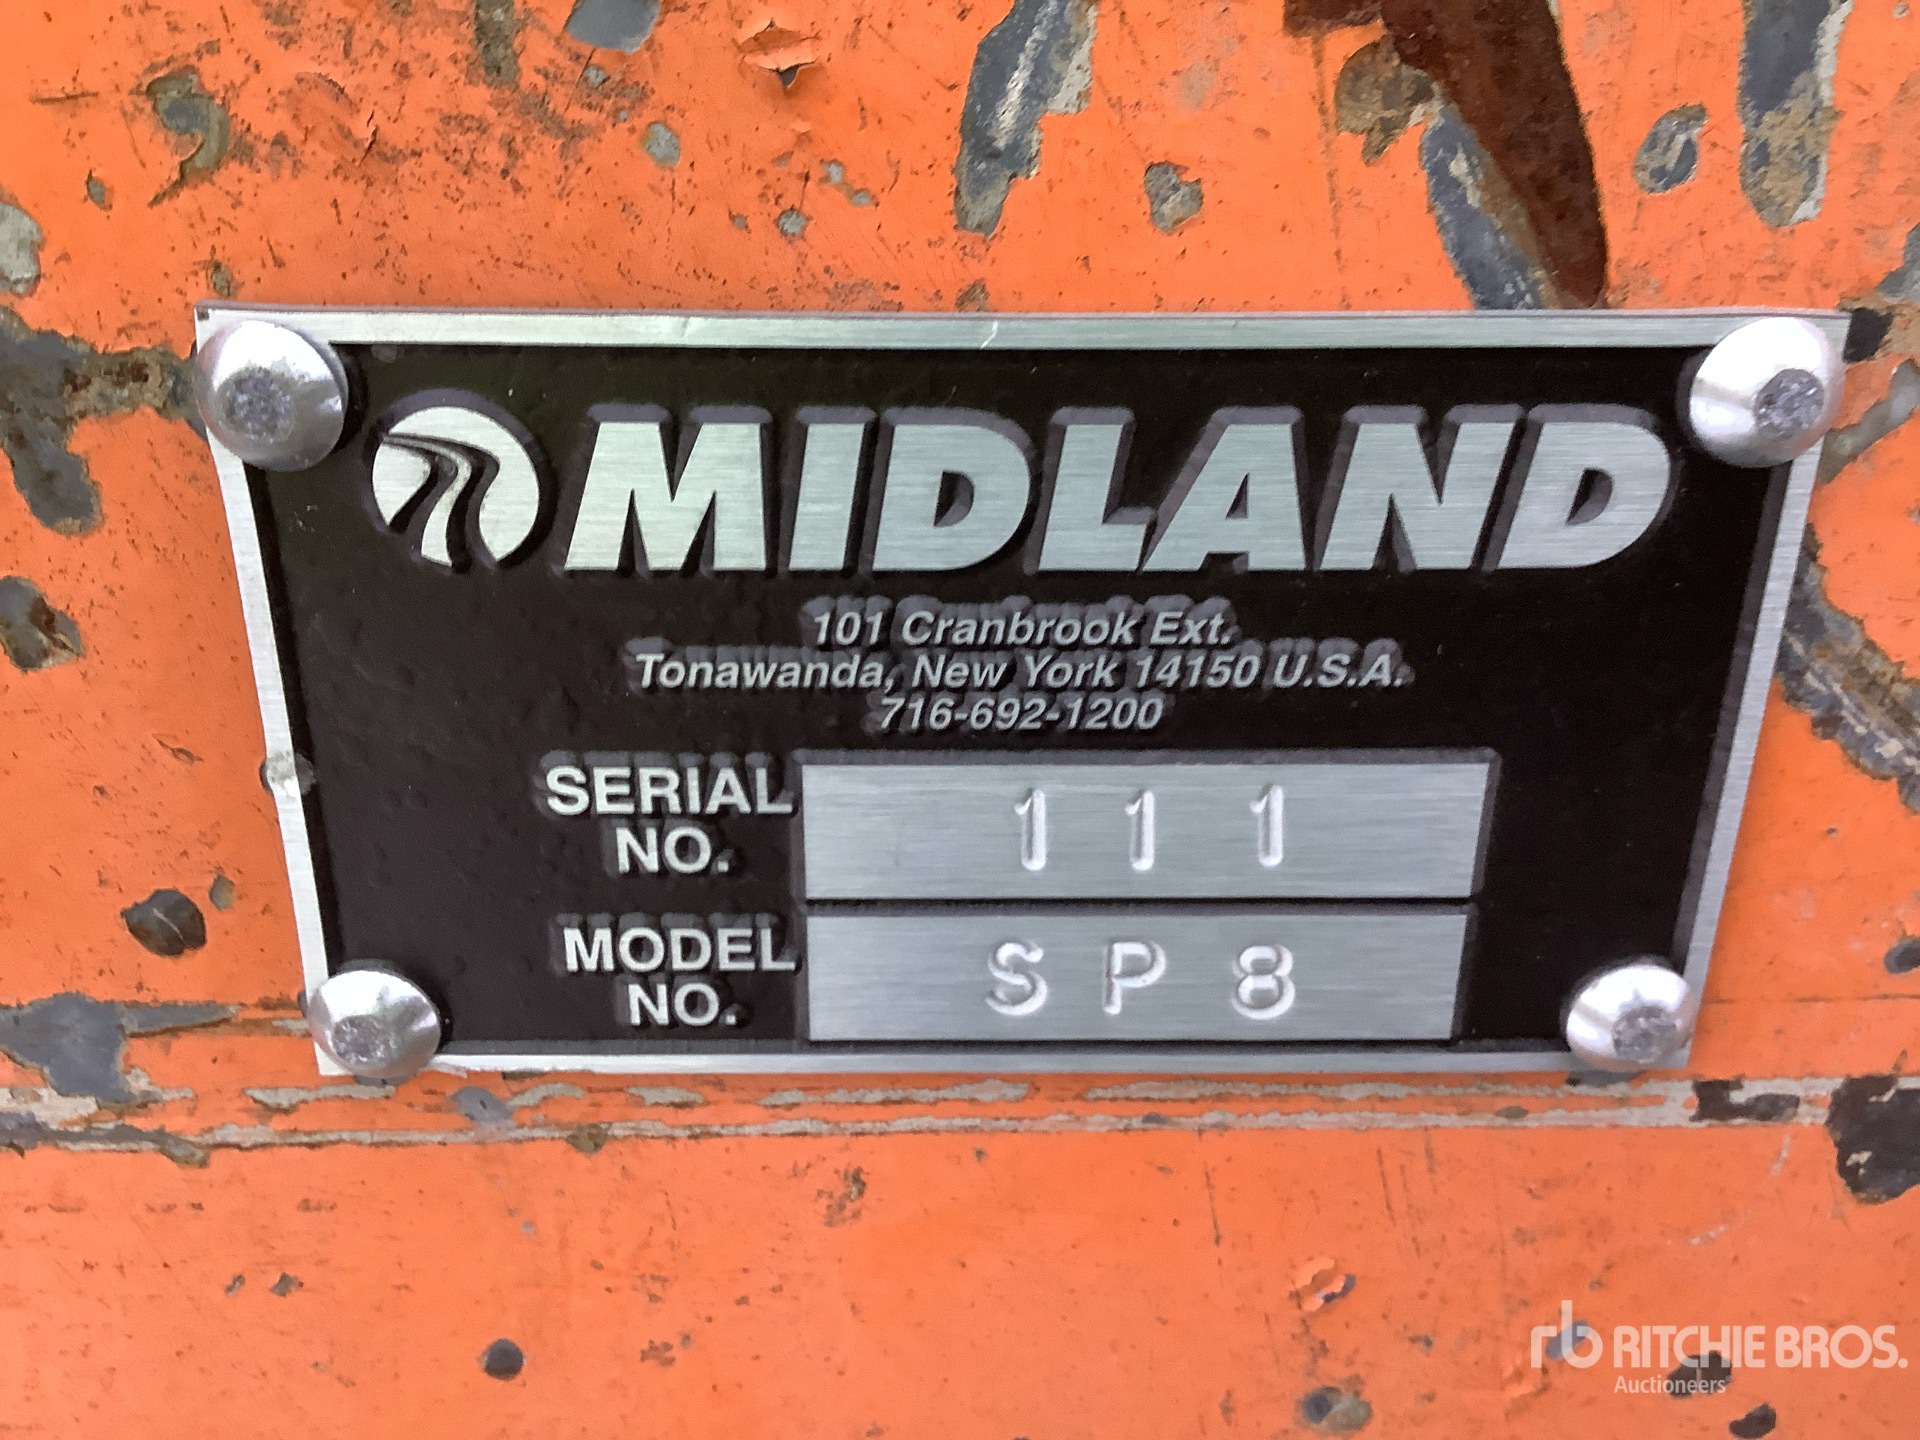 MIDLAND
101 Cranbrook Ext.
Tonawanda, New York 14150 U.S.A.
716-692-1200
SERIAL NO. 111
MODEL NO. SP8
rb RITCHIE BROS.
Auctioneers